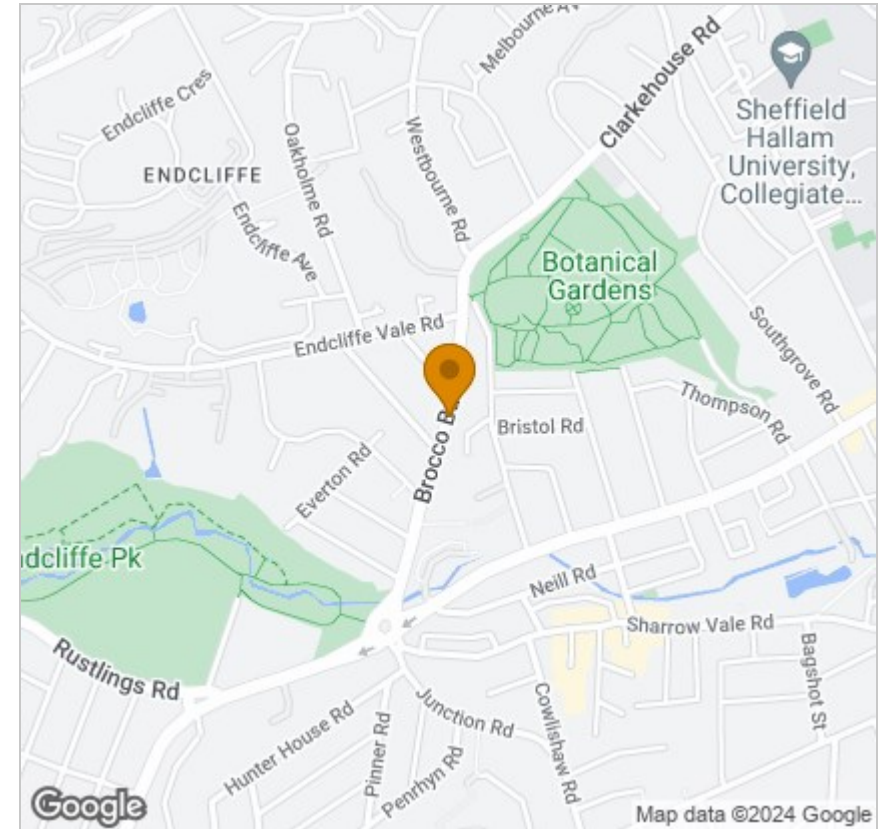 Melbourne Av
Clarkehouse Rd
Endcliffe Cres
Oakholme Rd
Westbourne Rd
Sheffield
Hallam
University,
Collegiate...
ENDCLIFFE
Endcliffe Ave
Botanical
Gardens
Endcliffe Vale Rd
Southgrove Rd
Thompson Rd
Brocco B
Bristol Rd
Everton Rd
ndcliffe Pk
Neill Rd
Sharrow Vale Rd
Rustlings Rd
Bagshot St
Junction Rd
Cowlishaw Rd
Hunter House Rd
Pinner Rd
Penrhyn Rd
Google
Map data ©2024 Google